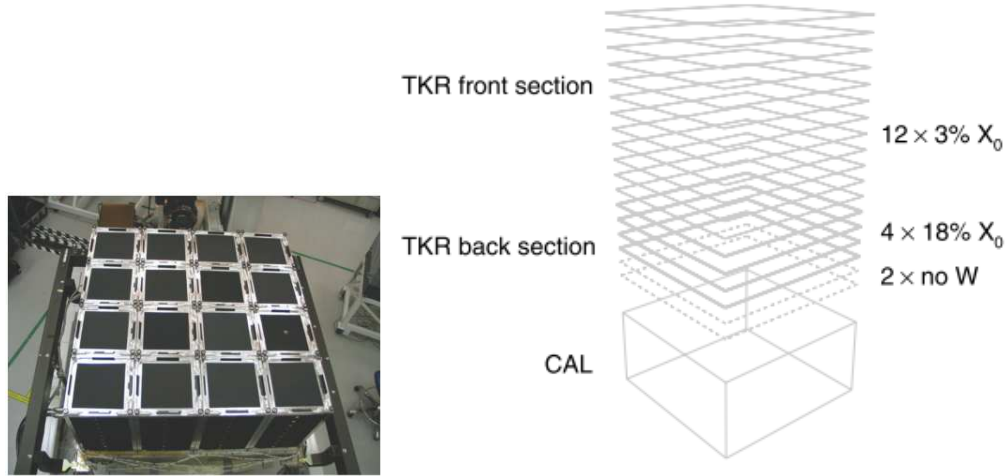 TKR front section
12 × 3% X₀
TKR back section
4 × 18% X₀
2 × no W
CAL